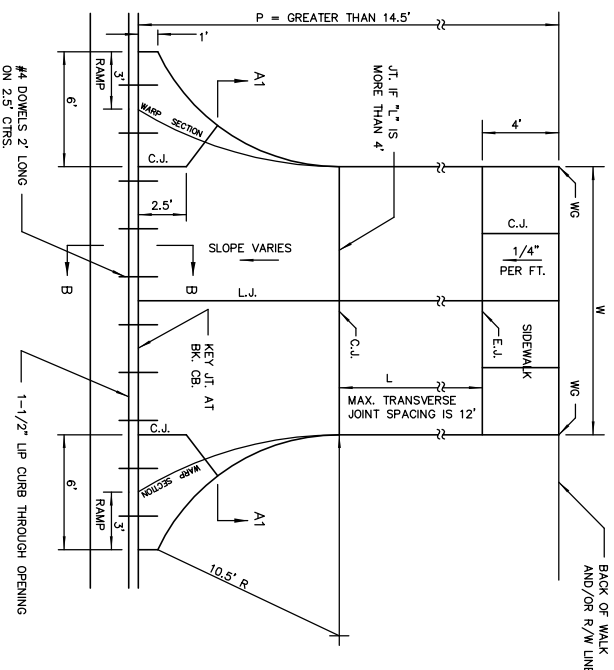 P = GREATER THAN 14.5'
1'
6'
3'
RAMP
A1
WARP SECTION
C.J.
2.5'
JT. IF "L" IS
MORE THAN 4'
4'
WG
C.J.
1/4"
PER FT.
W
SLOPE VARIES
B
B
L.J.
C.J.
E.J.
SIDEWALK
KEY JT. AT
BK. CB.
L
MAX. TRANSVERSE
JOINT SPACING IS 12'
WG
C.J.
WARP SECTION
A1
6'
3'
RAMP
10.5' R
#4 DOWELS 2' LONG
ON 2.5' CTRS.
1-1/2" LIP CURB THROUGH OPENING
BACK OF WALK
AND/OR R/W LINE